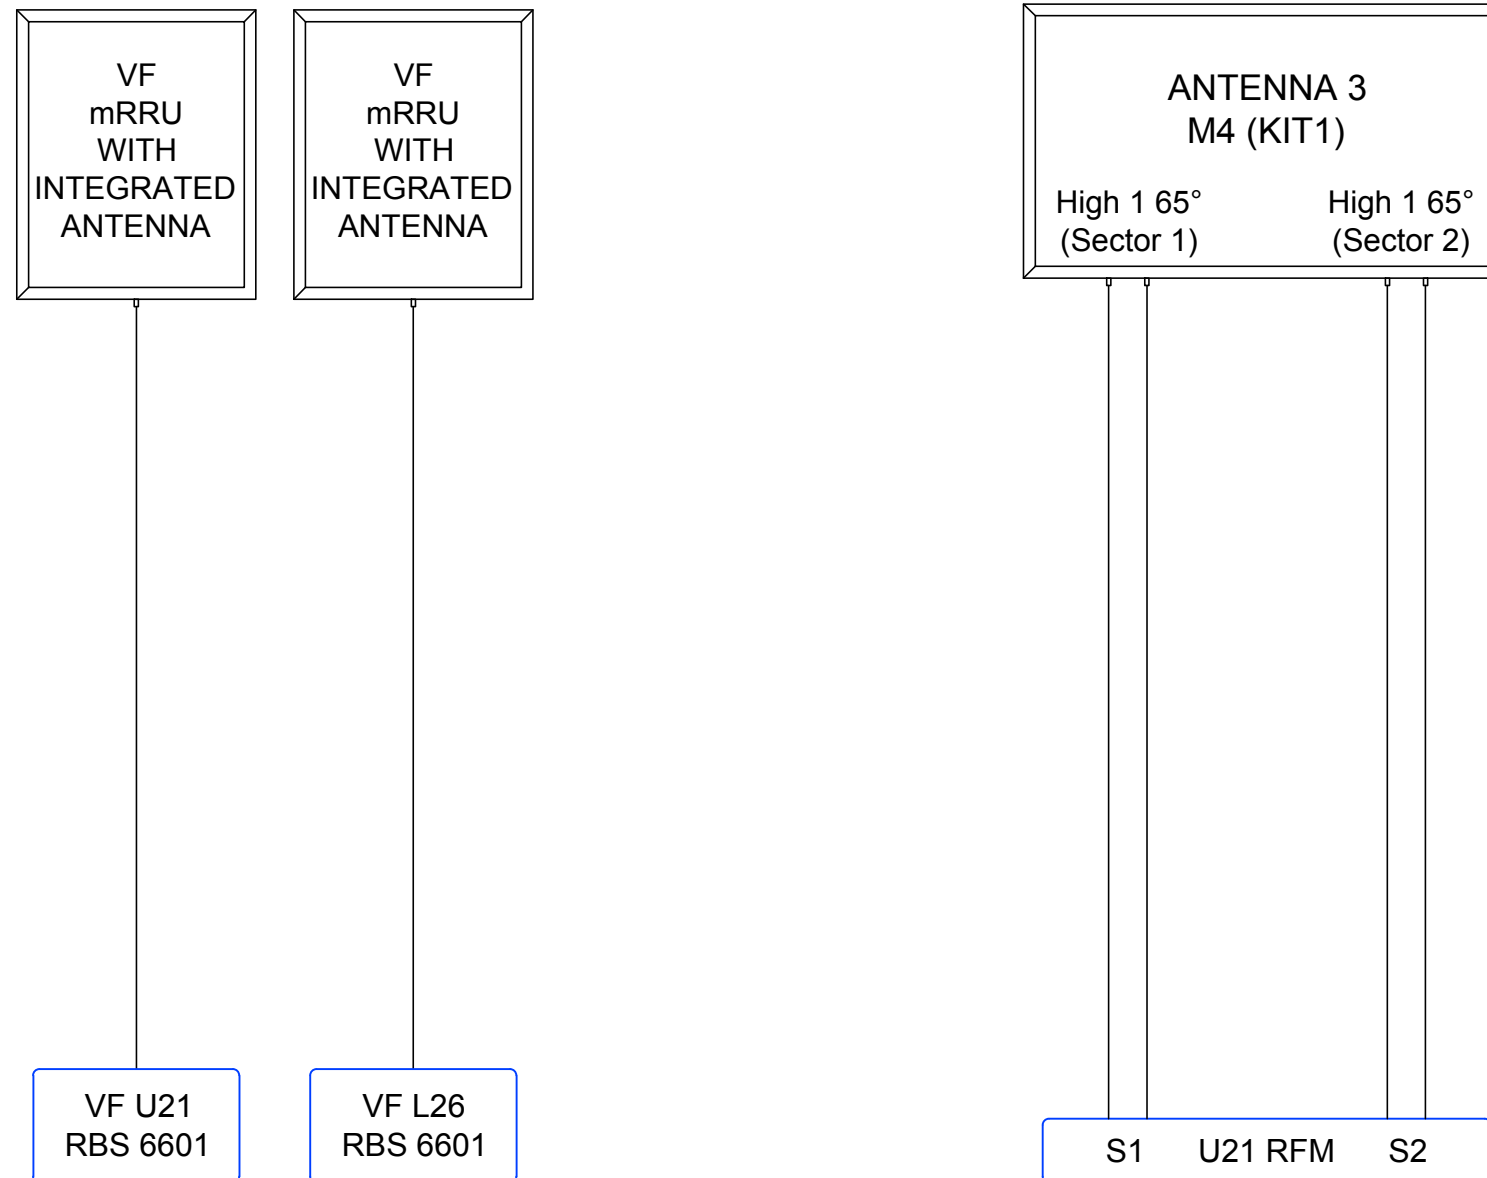 VF
mRRU
WITH
INTEGRATED
ANTENNA
VF
mRRU
WITH
INTEGRATED
ANTENNA
ANTENNA 3
M4 (KIT1)
High 1 65°
(Sector 1)
High 1 65°
(Sector 2)
VF U21
RBS 6601
VF L26
RBS 6601
S1 U21 RFM S2